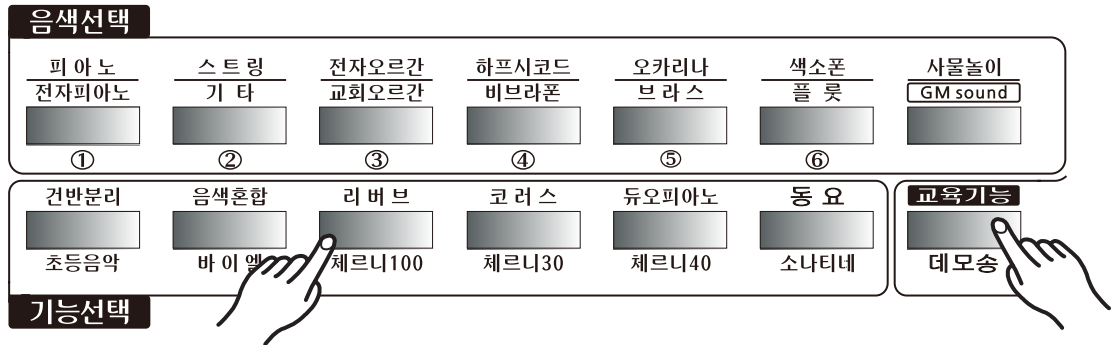 음색선택
피 아 노 스 트 링 전자오르간 하프시코드 오카리나 색소폰 사물놀이
전자피아노 기 타 교회오르간 비브라폰 브 라 스 플 룻 GM sound
① ② ③ ④ ⑤ ⑥
건반분리 음색혼합 리 버 브 코 러 스 듀오피아노 동 요 교육기능
초등음악 바 이 엘 체르니100 체르니30 체르니40 소나티네 데모송
기능선택